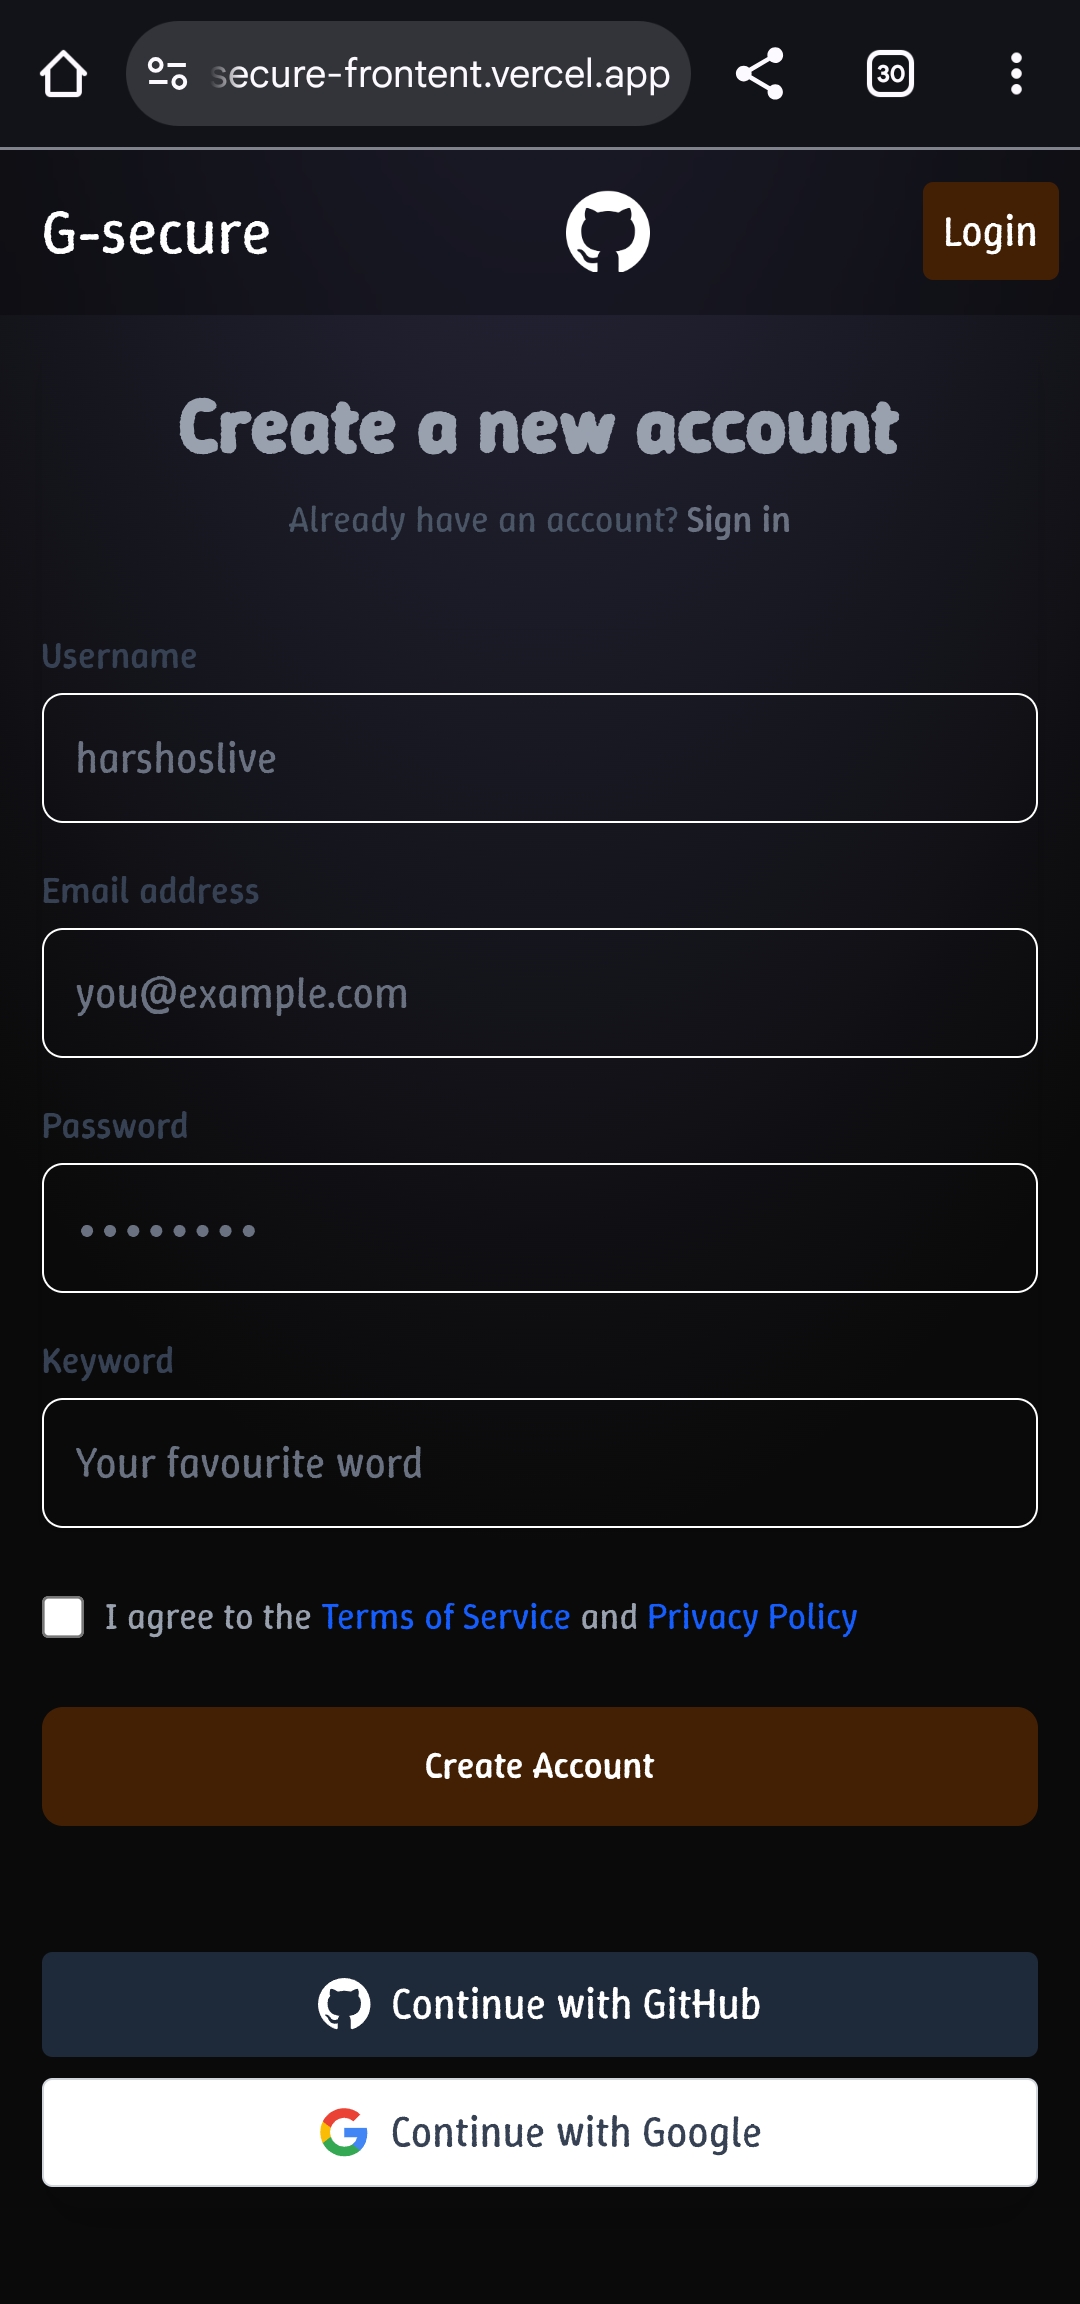 secure-frontent.vercel.app
30
G-secure
Login
Create a new account
Already have an account? Sign in
Username
harshoslive
Email address
you@example.com
Password
••••••••
Keyword
Your favourite word
I agree to the Terms of Service and Privacy Policy
Create Account
Continue with GitHub
Continue with Google